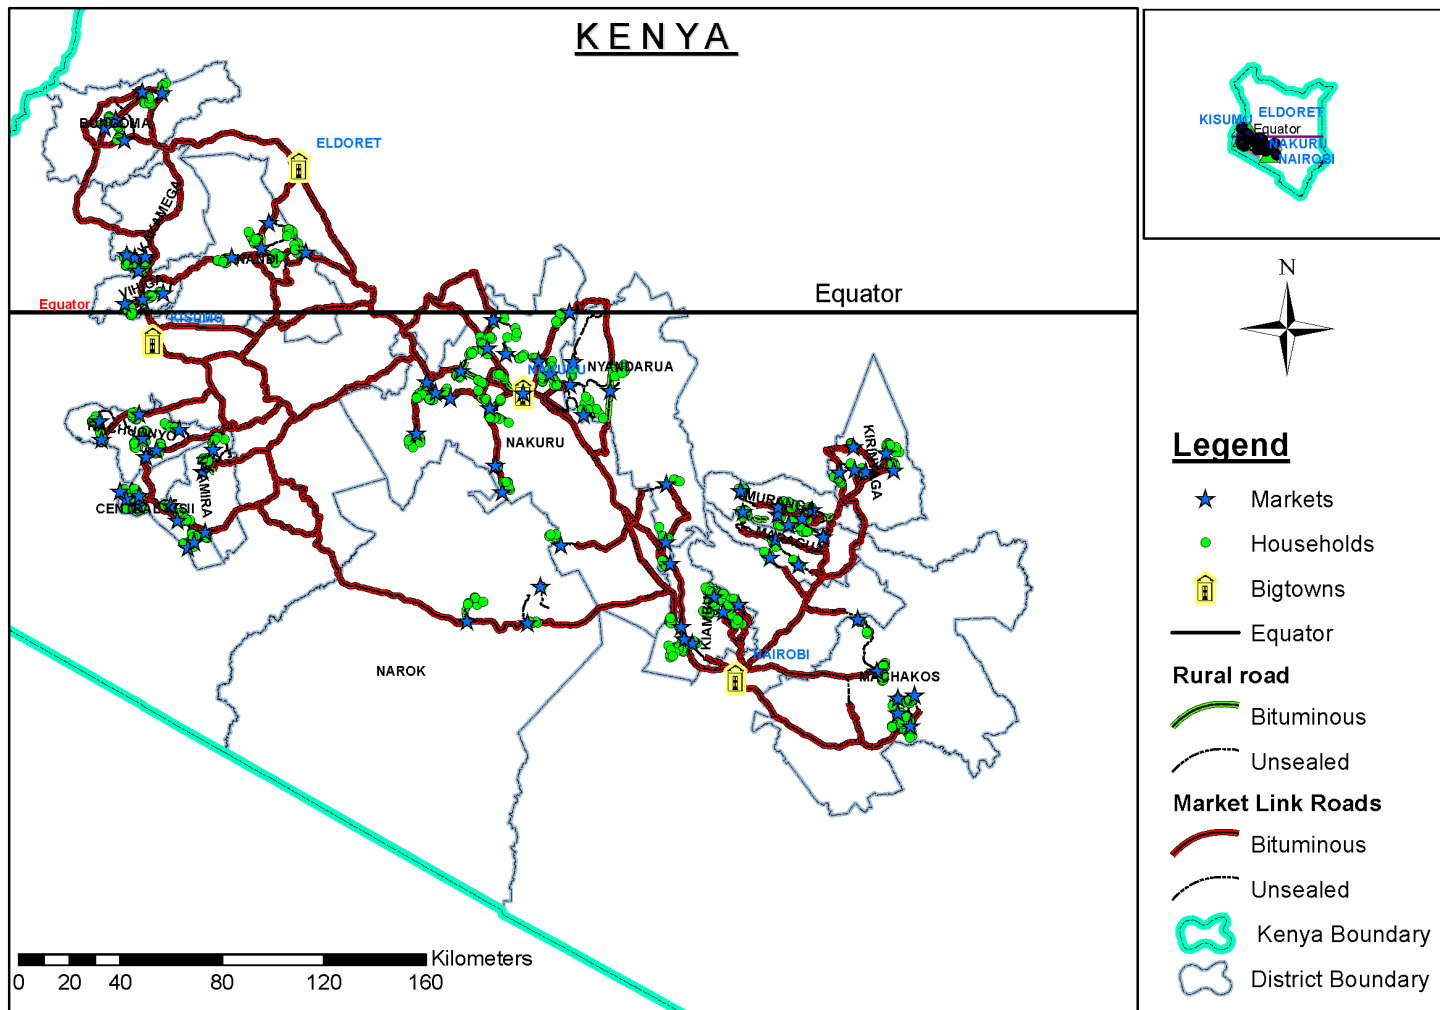 KENYA
ELDORET
BUNGOMA
KAKAMEGA
NANDI
VIHIGA
Equator
Equator
KISUMU
NAKURU
NYANDARUA
RACHUONYO
NYAMIRA
NAKURU
KIRINYAGA
MURANGA
MARAGUA
CENTRAL KISII
KIAMBU
NAIROBI
NAROK
MACHAKOS
Kilometers
0 20 40 80 120 160
KISUMU
ELDORET
Equator
NAKURU
NAIROBI
N
Legend
Markets
Households
Bigtowns
Equator
Rural road
Bituminous
Unsealed
Market Link Roads
Bituminous
Unsealed
Kenya Boundary
District Boundary